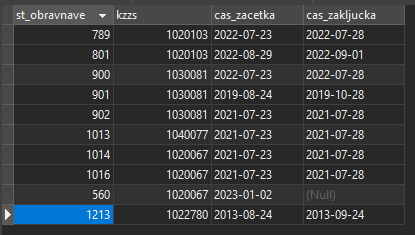 st_obravnave kzzs cas_zacetka cas_zakljucka
789 1020103 2022-07-23 2022-07-28
801 1020103 2022-08-29 2022-09-01
900 1030081 2022-07-23 2022-07-28
901 1030081 2019-08-24 2019-10-28
902 1030081 2021-07-23 2021-07-28
1013 1040077 2021-07-23 2021-07-28
1014 1020067 2021-07-23 2021-07-28
1016 1020067 2021-07-23 2021-07-28
560 1020067 2023-01-02 (Null)
1213 1022780 2013-08-24 2013-09-24